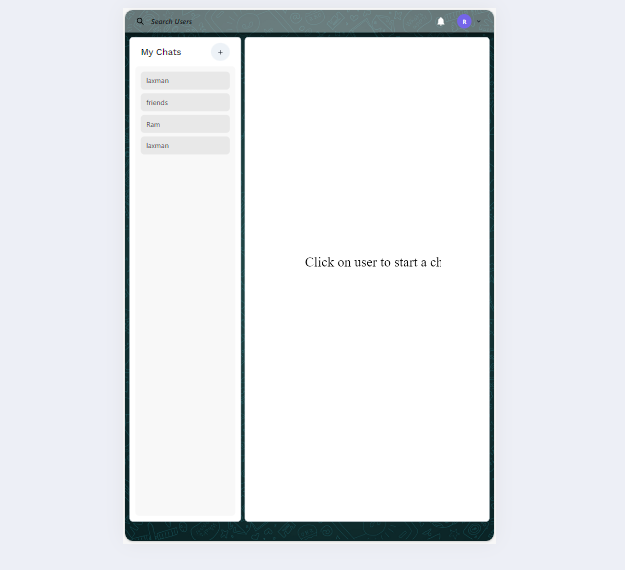 Search Users
R
My Chats
+
laxman
friends
Ram
laxman
Click on user to start a ch